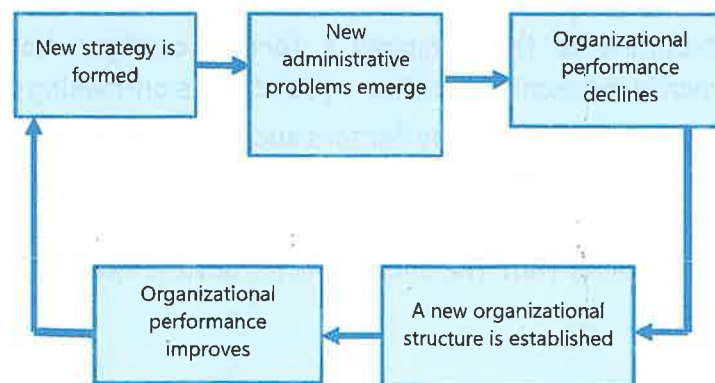 New strategy is
formed
New
administrative
problems emerge
Organizational
performance
declines
Organizational
performance
improves
A new organizational
structure is established